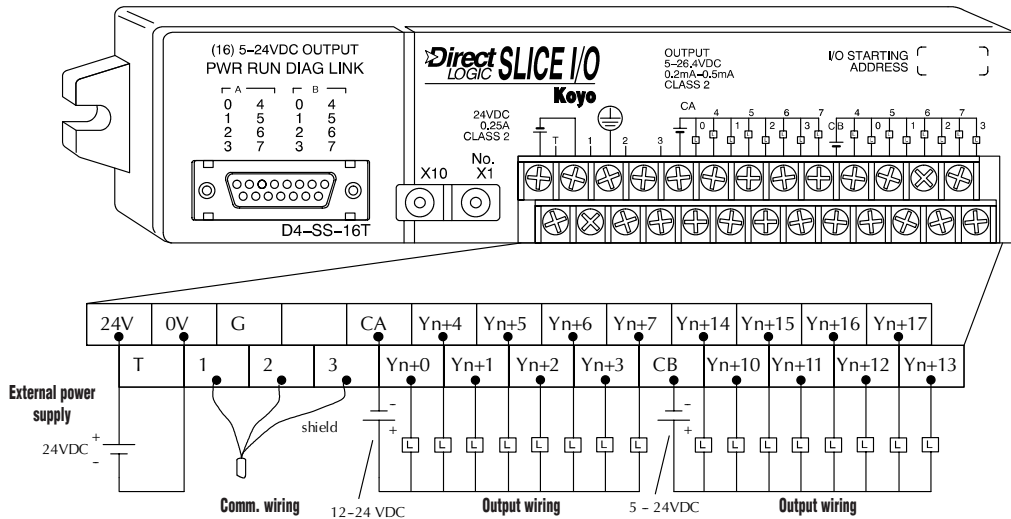 (16) 5–24VDC OUTPUT
PWR RUN DIAG LINK
A B
0 4 0 4
1 5 1 5
2 6 2 6
3 7 3 7
D4–SS–16T
Direct LOGIC SLICE I/O
Koyo
X10 No. X1
24VDC
0.25A
CLASS 2
OUTPUT
5–26.4VDC
0.2mA–0.5mA
CLASS 2
I/O STARTING
ADDRESS
CA 4 5 6 7 CB 4 5 6 7
T 1 2 3 L 0 L 1 L 2 L 3 L L 0 L 1 L 2 L 3 L
24V 0V G CA Yn+4 Yn+5 Yn+6 Yn+7 Yn+14 Yn+15 Yn+16 Yn+17
T 1 2 3 Yn+0 Yn+1 Yn+2 Yn+3 CB Yn+10 Yn+11 Yn+12 Yn+13
External power
supply
24VDC
+
-
shield
-
+
L L L L L L L L
-
+
L L L L L L L L
Comm. wiring
12-24 VDC
Output wiring
5 - 24VDC
Output wiring